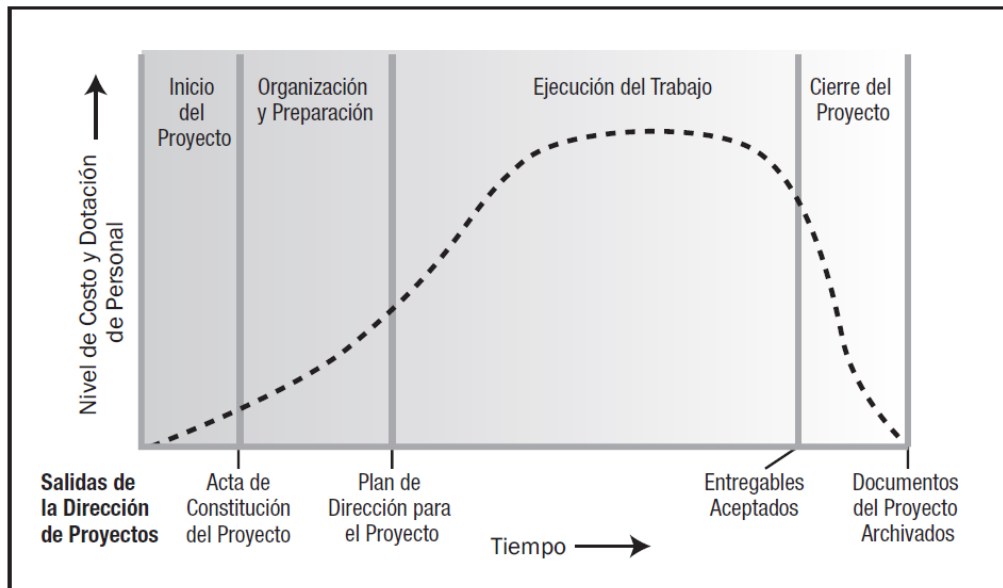 Inicio
del
Proyecto
Organización
y Preparación
Ejecución del Trabajo
Cierre del
Proyecto
Nivel de Costo y Dotación
de Personal
Salidas de
la Dirección
de Proyectos
Acta de
Constitución
del Proyecto
Plan de
Dirección para
el Proyecto
Entregables
Aceptados
Documentos
del Proyecto
Archivados
Tiempo